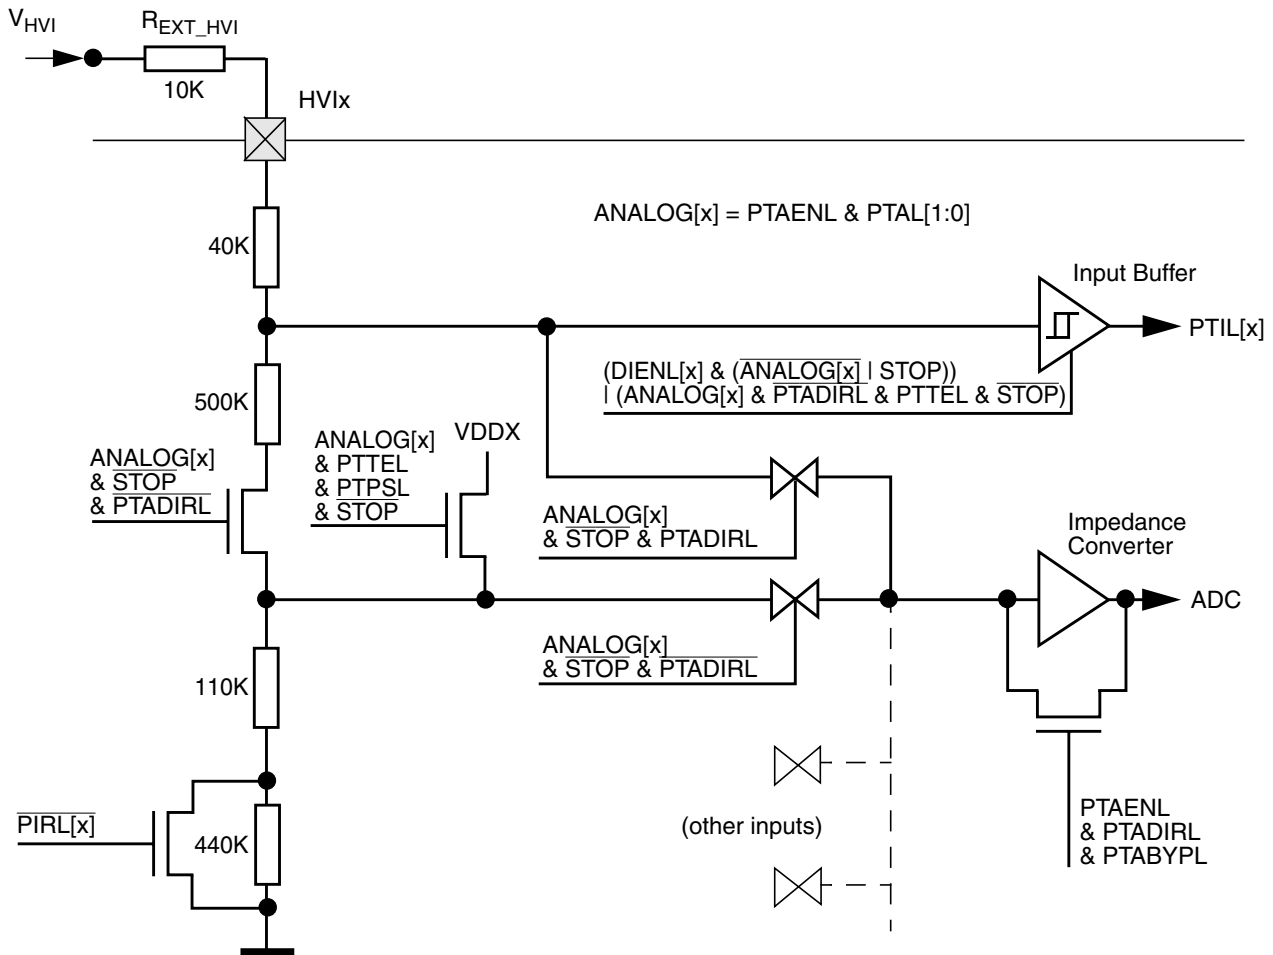 VHVI
REXT_HVI
10K
HVIx
ANALOG[x] = PTAENL & PTAL[1:0]
40K
Input Buffer
PTIL[x]
(DIENL[x] & (ANALOG[x] | STOP))
| (ANALOG[x] & PTADIRL & PTTEL & STOP)
500K
ANALOG[x]
& STOP
& PTADIRL
ANALOG[x]
& PTTEL
& PTPSL
& STOP
VDDX
ANALOG[x]
& STOP & PTADIRL
Impedance
Converter
ADC
ANALOG[x]
& STOP & PTADIRL
110K
PIRL[x]
440K
(other inputs)
PTAENL
& PTADIRL
& PTABYPL